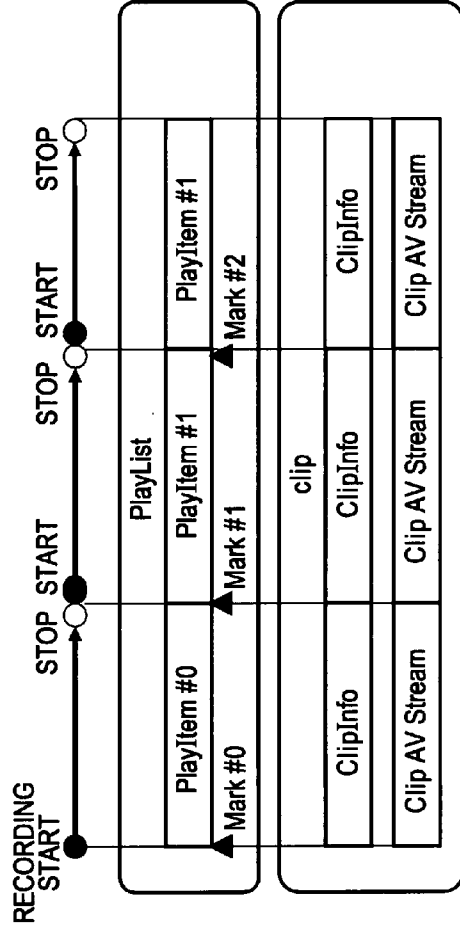 RECORDING
START
STOP START
STOP START
STOP
PlayList
PlayItem #0
PlayItem #1
PlayItem #1
Mark #0
Mark #1
Mark #2
clip
ClipInfo
ClipInfo
ClipInfo
Clip AV Stream
Clip AV Stream
Clip AV Stream